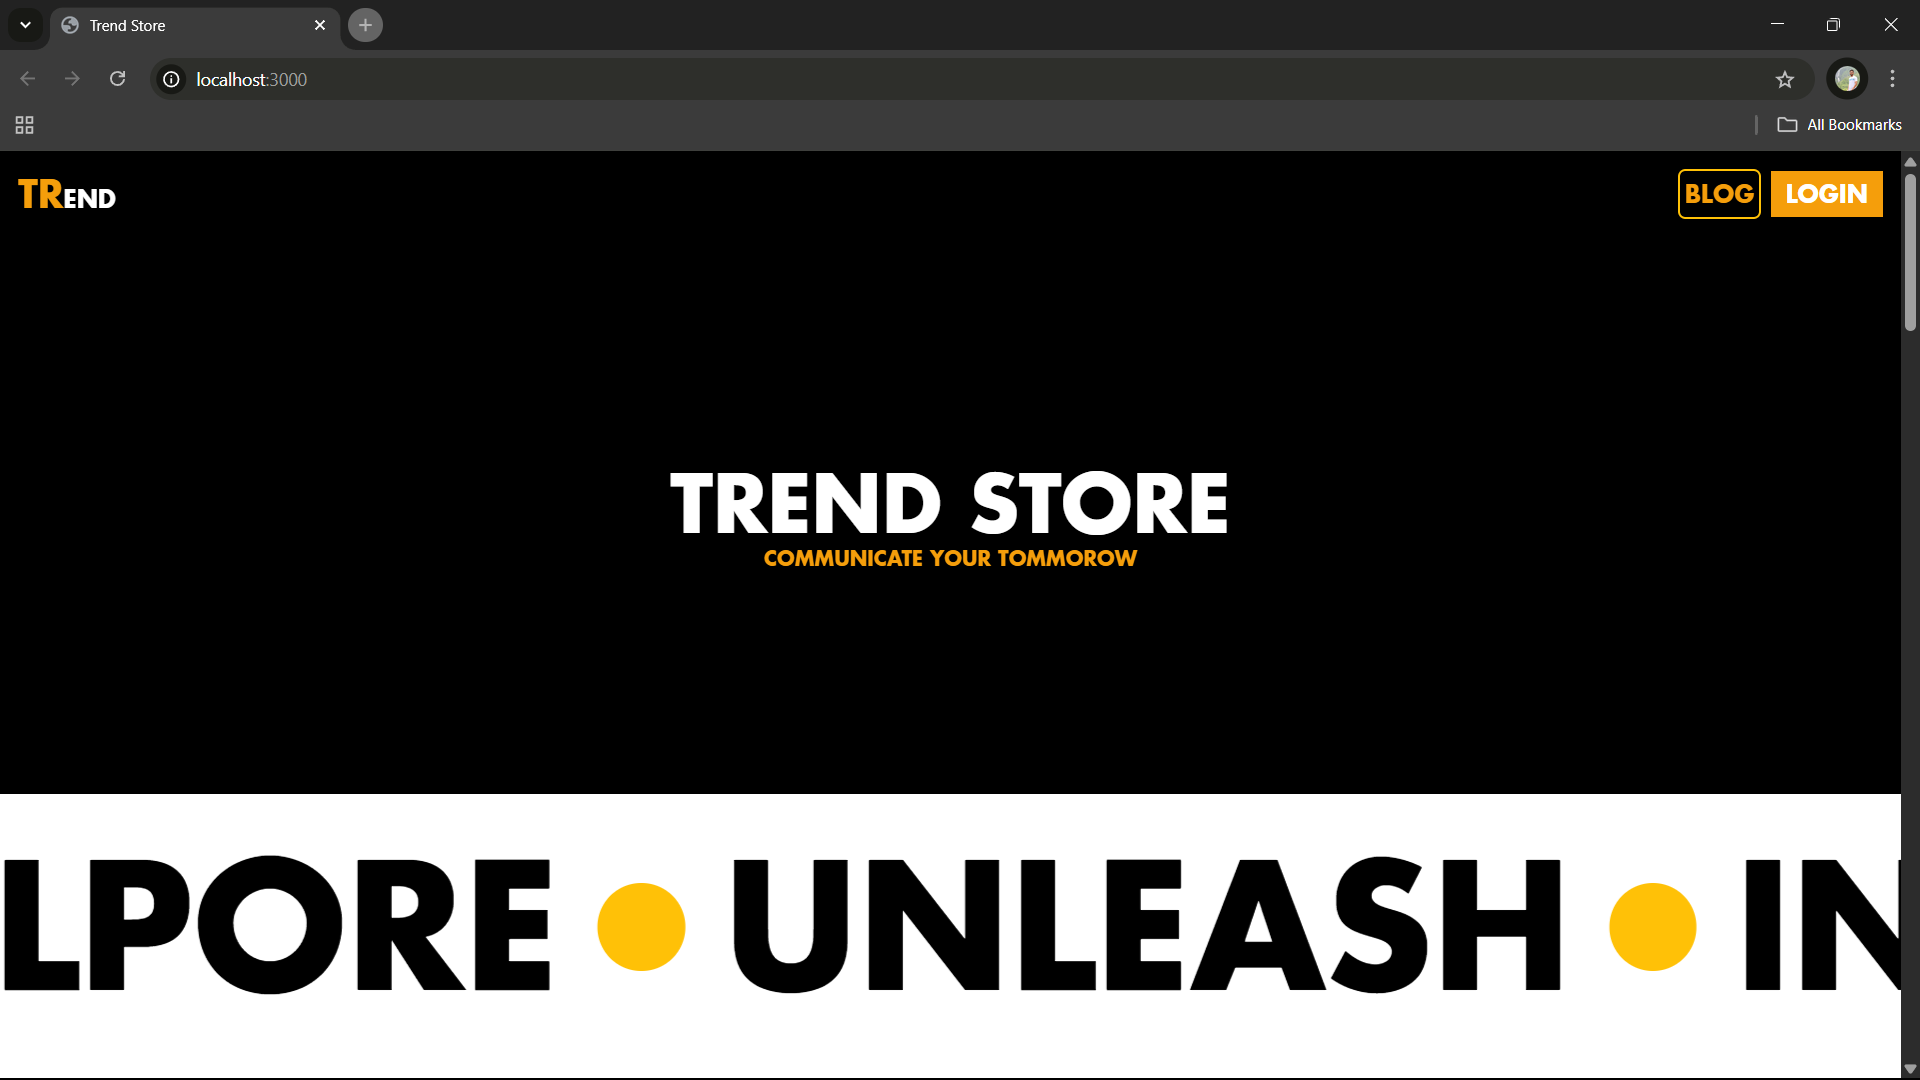 Trend Store
localhost:3000
All Bookmarks
TREND
BLOG
LOGIN
TREND STORE
COMMUNICATE YOUR TOMMOROW
LPORE UNLEASH IN